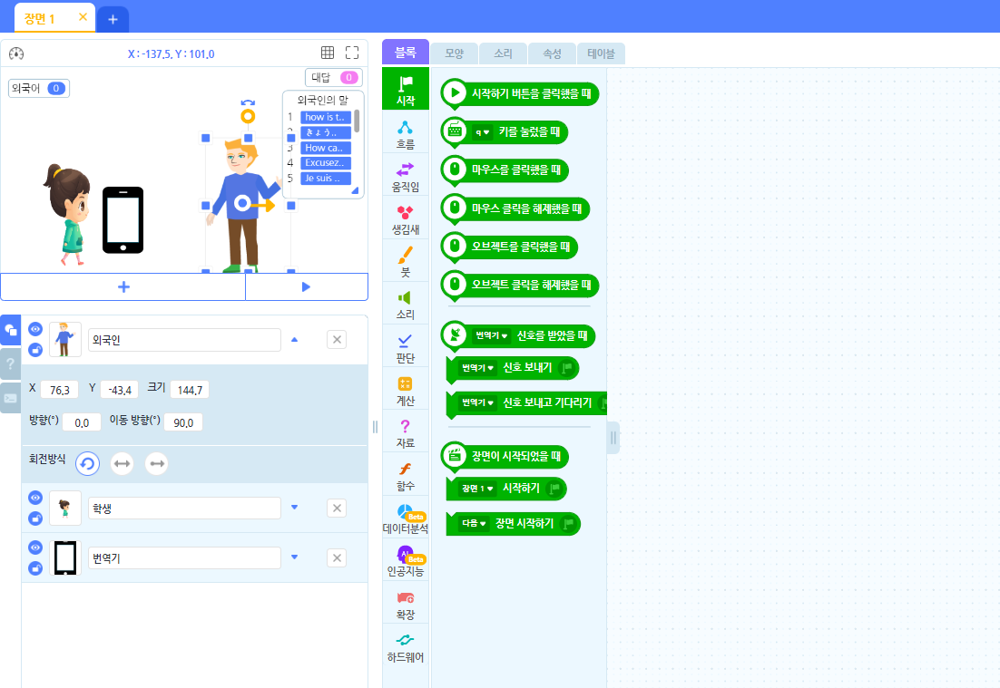 장면 1
X : -137.5, Y : 101.0
외국어 0
대답 0
외국인의 말
1 how is t..
2 きょう..
3 How ca..
4 Excusez..
5 Je suis ..
외국인
X 76.3 Y -43.4 크기 144.7
방향(°) 0.0 이동 방향(°) 90.0
회전방식
학생
번역기
블록 모양 소리 속성 테이블
시작
흐름
움직임
생김새
붓
소리
판단
계산
자료
함수
Beta
데이터분석
AI
Beta
인공지능
확장
하드웨어
시작하기 버튼을 클릭했을 때
q 키를 눌렀을 때
마우스를 클릭했을 때
마우스 클릭을 해제했을 때
오브젝트를 클릭했을 때
오브젝트 클릭을 해제했을 때
번역기 신호를 받았을 때
번역기 신호 보내기
번역기 신호 보내고 기다리기
장면이 시작되었을 때
장면 1 시작하기
다음 장면 시작하기